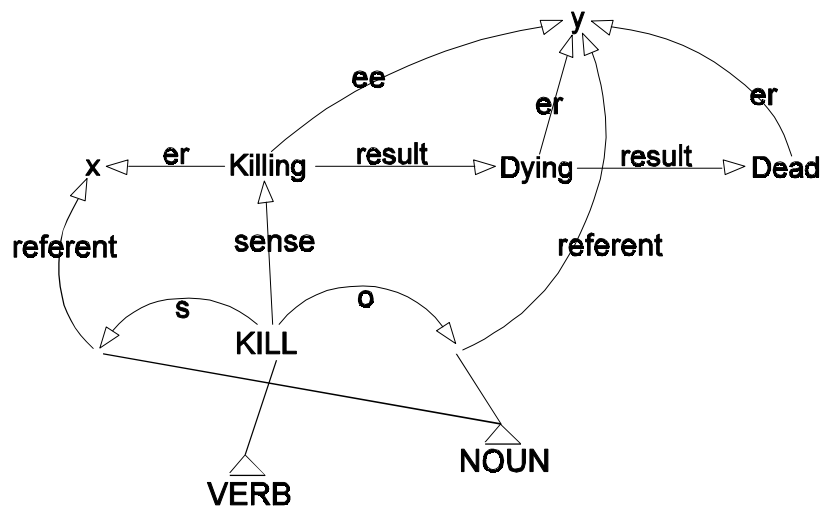 y
ee
er
er
x
er
Killing
result
Dying
result
Dead
referent
sense
referent
s
o
KILL
NOUN
VERB